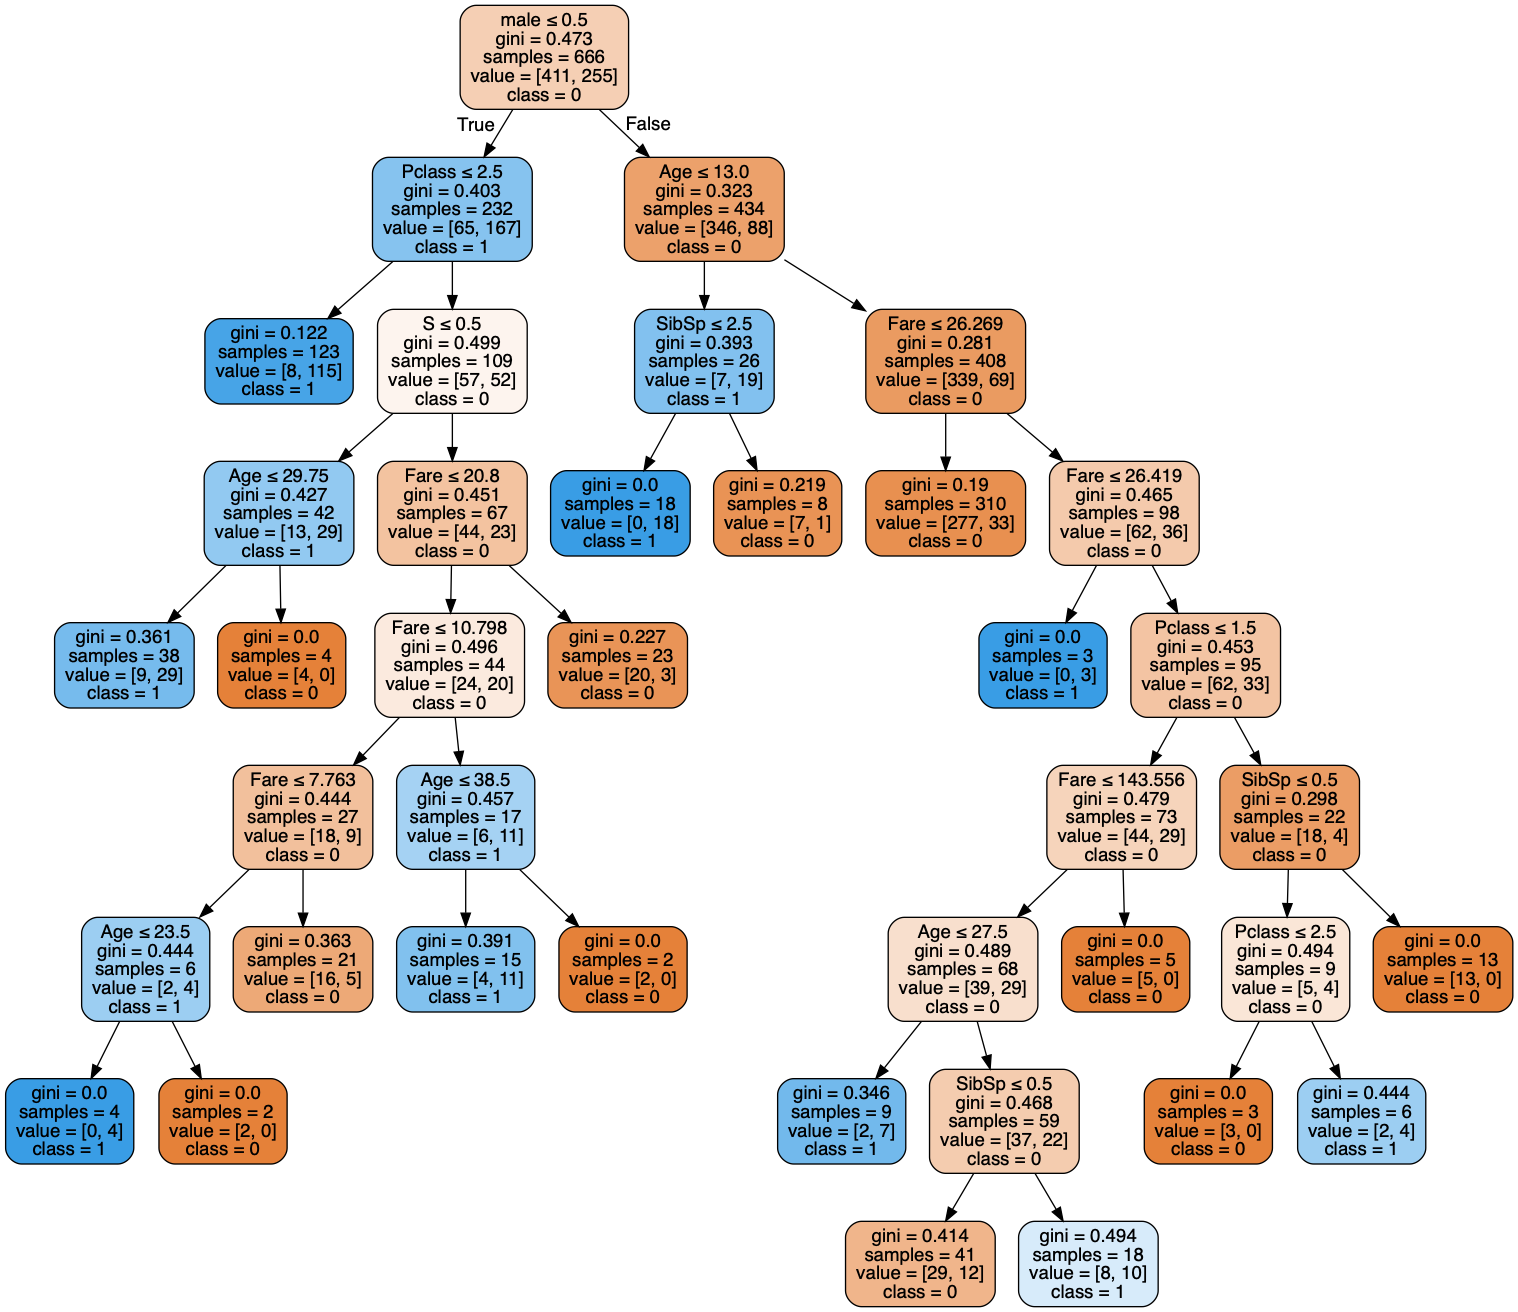 male ≤ 0.5
gini = 0.473
samples = 666
value = [411, 255]
class = 0
True
False
Pclass ≤ 2.5
gini = 0.403
samples = 232
value = [65, 167]
class = 1
Age ≤ 13.0
gini = 0.323
samples = 434
value = [346, 88]
class = 0
gini = 0.122
samples = 123
value = [8, 115]
class = 1
S ≤ 0.5
gini = 0.499
samples = 109
value = [57, 52]
class = 0
SibSp ≤ 2.5
gini = 0.393
samples = 26
value = [7, 19]
class = 1
Fare ≤ 26.269
gini = 0.281
samples = 408
value = [339, 69]
class = 0
Age ≤ 29.75
gini = 0.427
samples = 42
value = [13, 29]
class = 1
Fare ≤ 20.8
gini = 0.451
samples = 67
value = [44, 23]
class = 0
gini = 0.0
samples = 18
value = [0, 18]
class = 1
gini = 0.219
samples = 8
value = [7, 1]
class = 0
gini = 0.19
samples = 310
value = [277, 33]
class = 0
Fare ≤ 26.419
gini = 0.465
samples = 98
value = [62, 36]
class = 0
gini = 0.361
samples = 38
value = [9, 29]
class = 1
gini = 0.0
samples = 4
value = [4, 0]
class = 0
Fare ≤ 10.798
gini = 0.496
samples = 44
value = [24, 20]
class = 0
gini = 0.227
samples = 23
value = [20, 3]
class = 0
gini = 0.0
samples = 3
value = [0, 3]
class = 1
Pclass ≤ 1.5
gini = 0.453
samples = 95
value = [62, 33]
class = 0
Fare ≤ 7.763
gini = 0.444
samples = 27
value = [18, 9]
class = 0
Age ≤ 38.5
gini = 0.457
samples = 17
value = [6, 11]
class = 1
Fare ≤ 143.556
gini = 0.479
samples = 73
value = [44, 29]
class = 0
SibSp ≤ 0.5
gini = 0.298
samples = 22
value = [18, 4]
class = 0
Age ≤ 23.5
gini = 0.444
samples = 6
value = [2, 4]
class = 1
gini = 0.363
samples = 21
value = [16, 5]
class = 0
gini = 0.391
samples = 15
value = [4, 11]
class = 1
gini = 0.0
samples = 2
value = [2, 0]
class = 0
Age ≤ 27.5
gini = 0.489
samples = 68
value = [39, 29]
class = 0
gini = 0.0
samples = 5
value = [5, 0]
class = 0
Pclass ≤ 2.5
gini = 0.494
samples = 9
value = [5, 4]
class = 0
gini = 0.0
samples = 13
value = [13, 0]
class = 0
gini = 0.0
samples = 4
value = [0, 4]
class = 1
gini = 0.0
samples = 2
value = [2, 0]
class = 0
gini = 0.346
samples = 9
value = [2, 7]
class = 1
SibSp ≤ 0.5
gini = 0.468
samples = 59
value = [37, 22]
class = 0
gini = 0.0
samples = 3
value = [3, 0]
class = 0
gini = 0.444
samples = 6
value = [2, 4]
class = 1
gini = 0.414
samples = 41
value = [29, 12]
class = 0
gini = 0.494
samples = 18
value = [8, 10]
class = 1